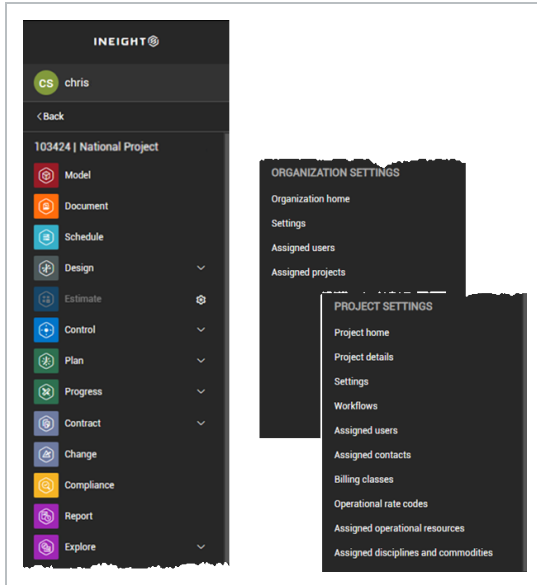 INEIGHT
CS chris
< Back
103424 | National Project
Model
Document
Schedule
Design
Estimate
Control
Plan
Progress
Contract
Change
Compliance
Report
Explore
ORGANIZATION SETTINGS
Organization home
Settings
Assigned users
Assigned projects
PROJECT SETTINGS
Project home
Project details
Settings
Workflows
Assigned users
Assigned contacts
Billing classes
Operational rate codes
Assigned operational resources
Assigned disciplines and commodities